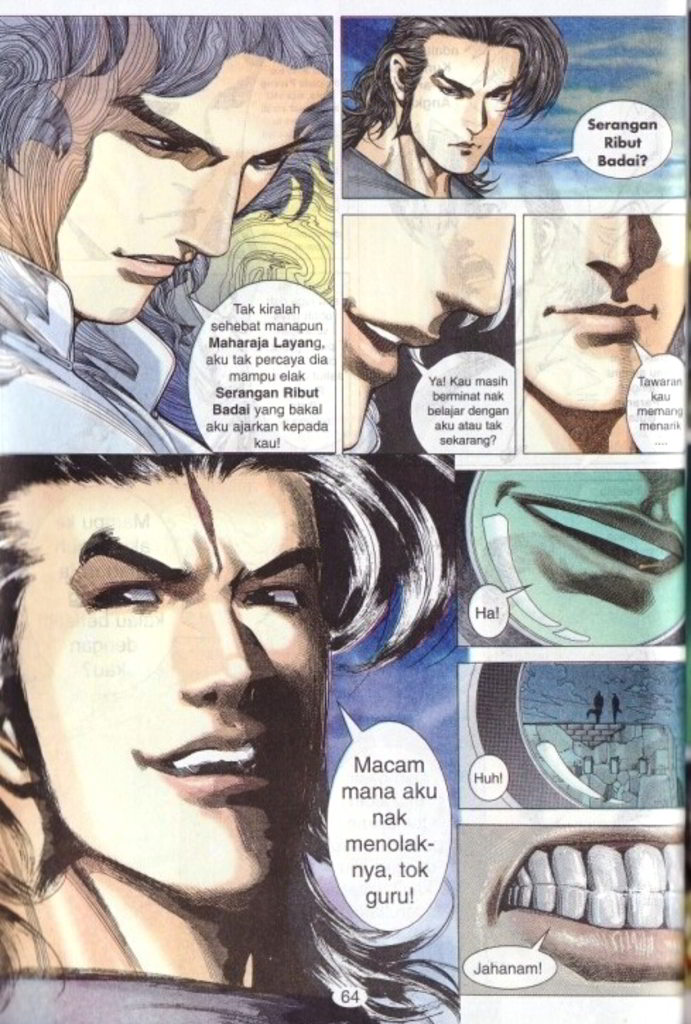 Tak kiralah
sehebat manapun
Maharaja Layang,
aku tak percaya dia
mampu elak
Serangan Ribut
Badai yang bakal
aku ajarkan kepada
kau!
Serangan
Ribut
Badai?
Ya! Kau masih
berminat nak
belajar dengan
aku atau tak
sekarang?
Tawaran
kau
memang
menarik
....
Macam
mana aku
nak
menolak-
nya, tok
guru!
Ha!
Huh!
Jahanam!
64